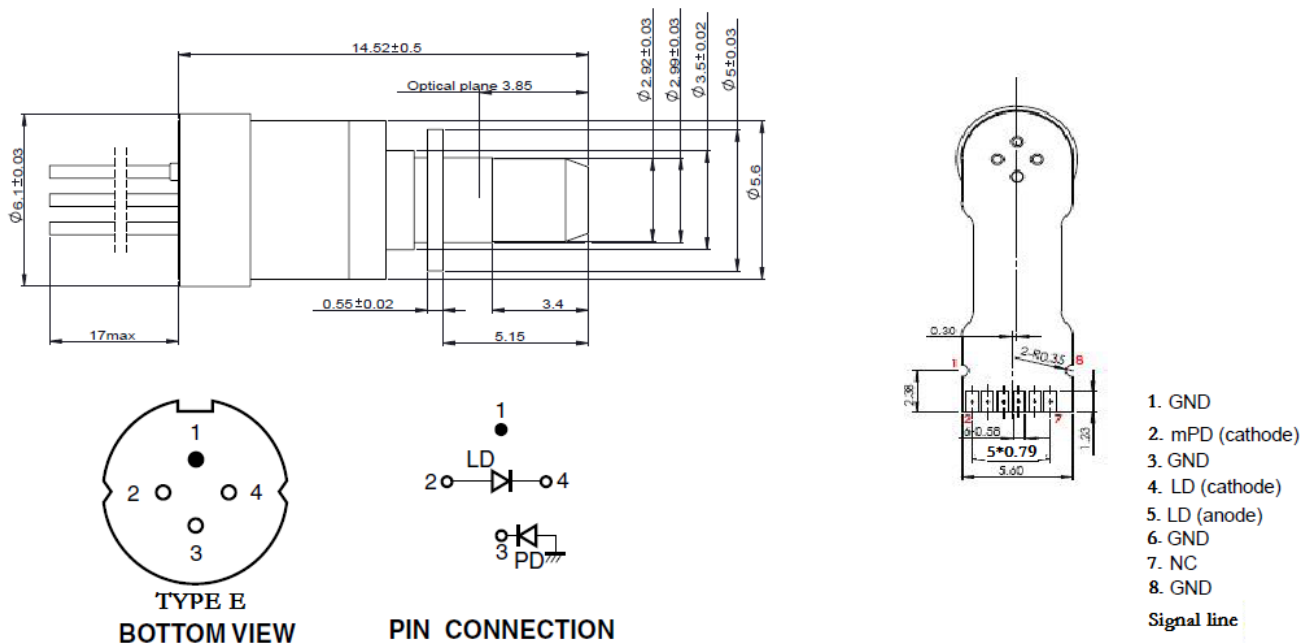 14.52±0.5
Optical plane 3.85
Ø2.92±0.03
Ø2.99±0.03
Ø3.5±0.02
Ø5±0.03
Ø6.1±0.03
Ø5.6
0.55±0.02
3.4
5.15
17max
0.30
2-R0.35
1
8
2.38
2
7
6-0.58
1.23
5*0.79
5.60
1. GND
2. mPD (cathode)
3. GND
4. LD (cathode)
5. LD (anode)
6. GND
7. NC
8. GND
Signal line
1
2
4
3
TYPE E
BOTTOM VIEW
1
LD
2
4
3
PD
PIN CONNECTION